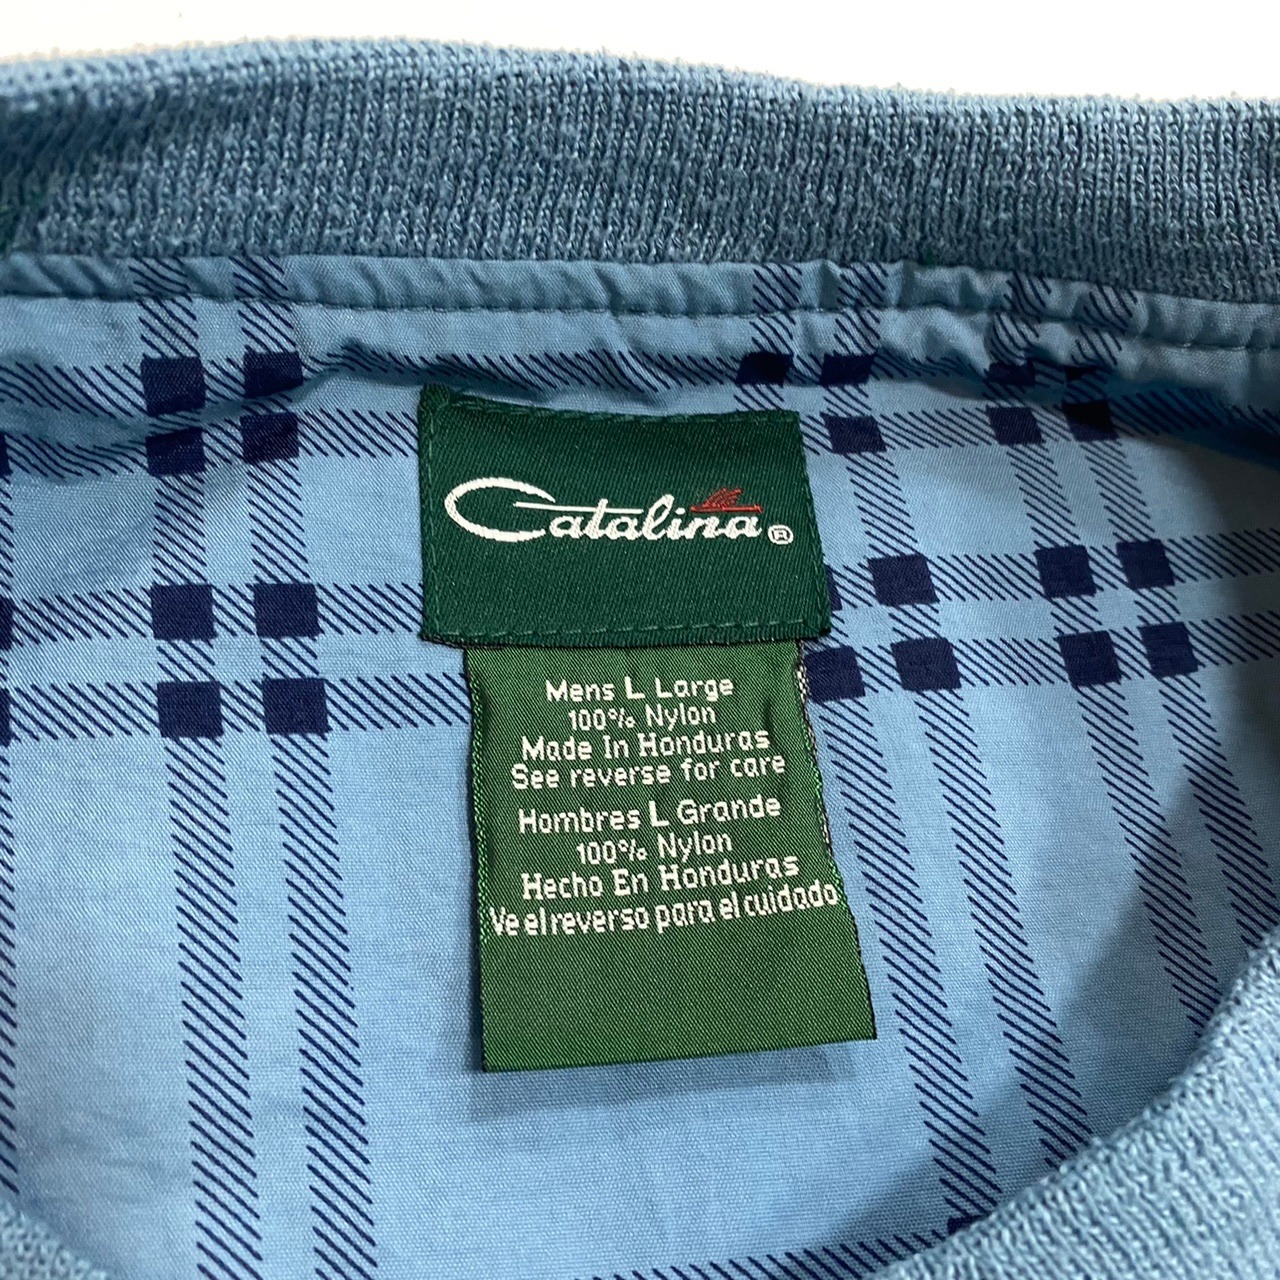 Catalina®
Mens L Large
100% Nylon
Made In Honduras
See reverse for care
Hombres L Grande
100% Nylon
Hecho En Honduras
Ve el reverso para el cuidado